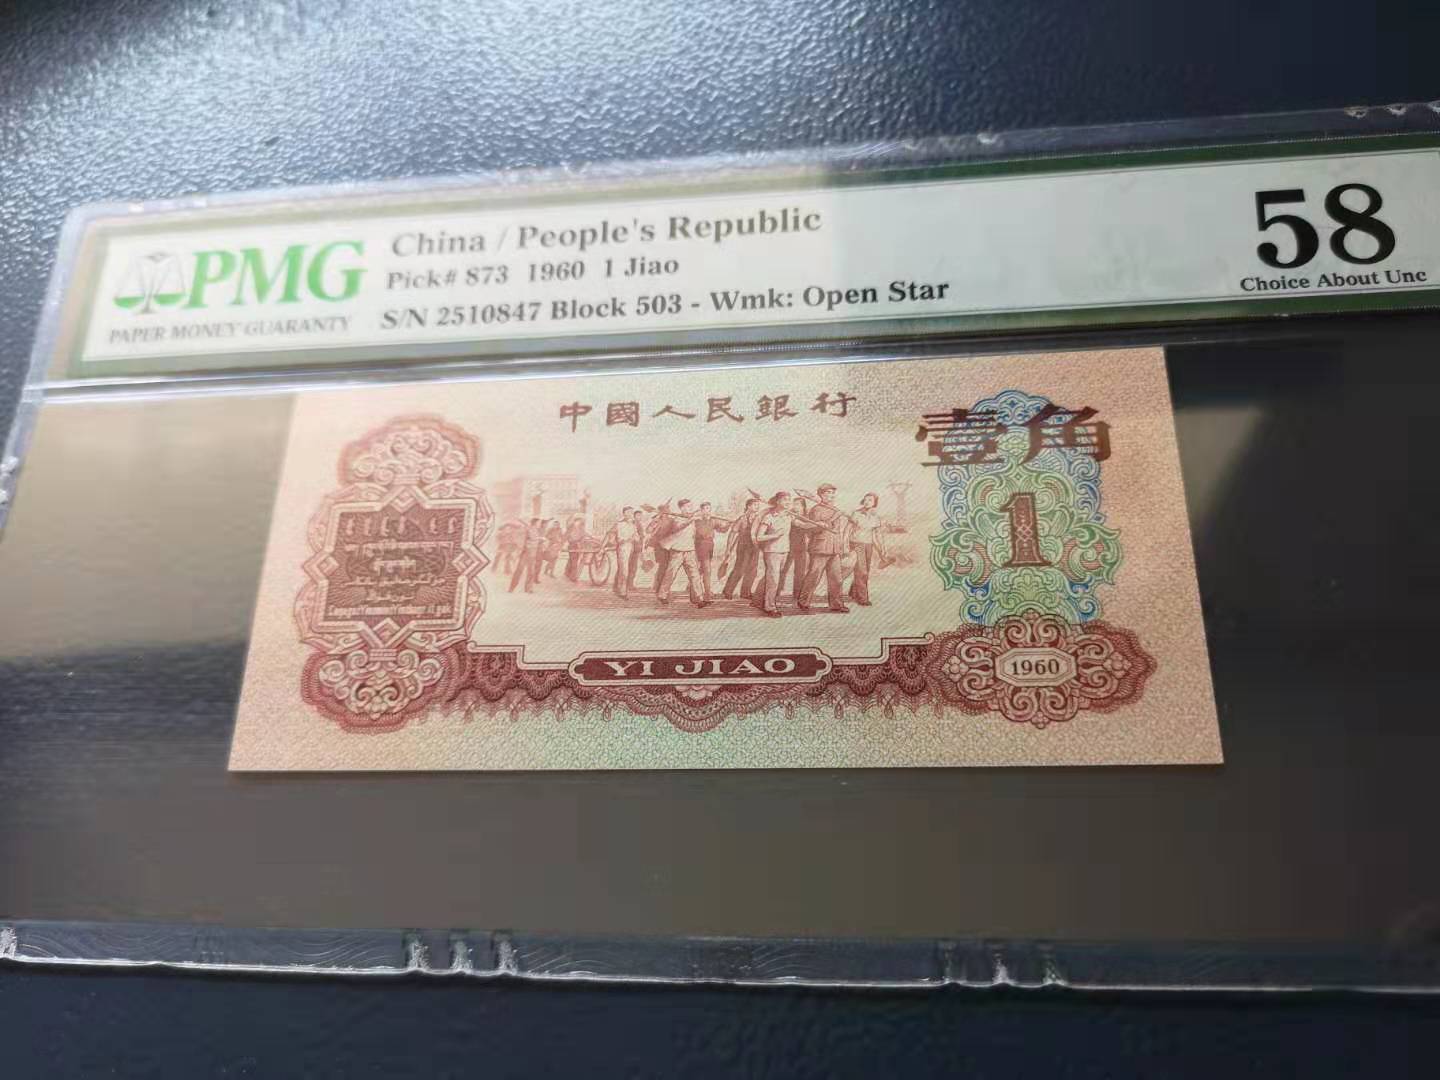 PMG
PAPER MONEY GUARANTY
China / People's Republic
Pick# 873 1960 1 Jiao
S/N 2510847 Block 503 - Wmk: Open Star
58
Choice About Unc
中國人民銀行
壹角
1
YI JIAO
1960